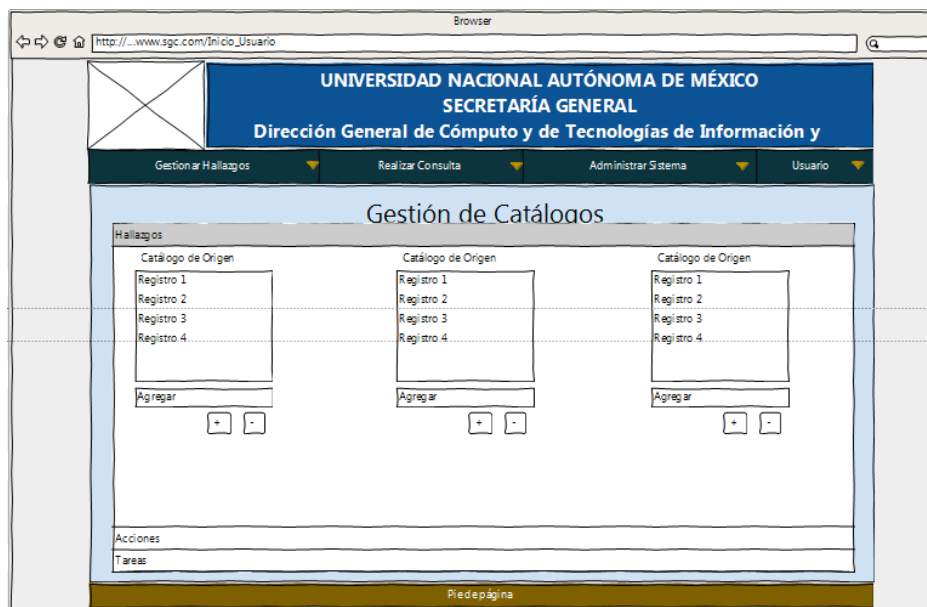 Browser
http://...www.sgc.com/Inicio_Usuario
UNIVERSIDAD NACIONAL AUTÓNOMA DE MÉXICO
SECRETARÍA GENERAL
Dirección General de Cómputo y de Tecnologías de Información y
Gestionar Hallazgos Realizar Consulta Administrar Sistema Usuario
Gestión de Catálogos
Hallazgos
Catálogo de Origen Catálogo de Origen Catálogo de Origen
Registro 1 Registro 1 Registro 1
Registro 2 Registro 2 Registro 2
Registro 3 Registro 3 Registro 3
Registro 4 Registro 4 Registro 4
Agregar Agregar Agregar
+ - + - + -
Acciones
Tareas
Pie de página